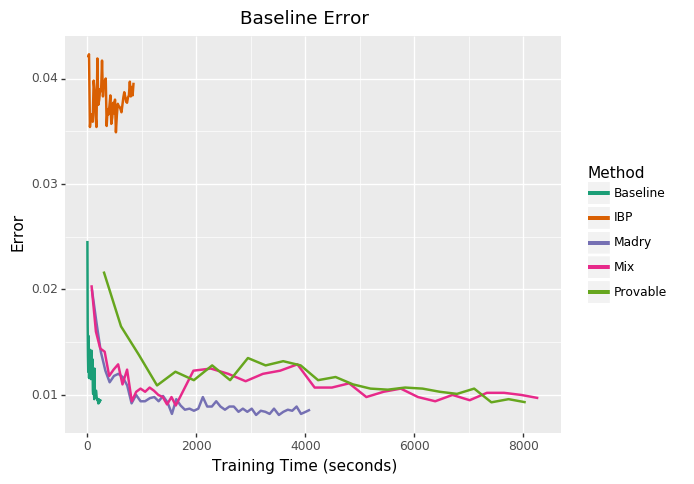 Baseline Error
0.04
0.03
0.02
0.01
Error
0
2000
4000
6000
8000
Training Time (seconds)
Method
Baseline
IBP
Madry
Mix
Provable